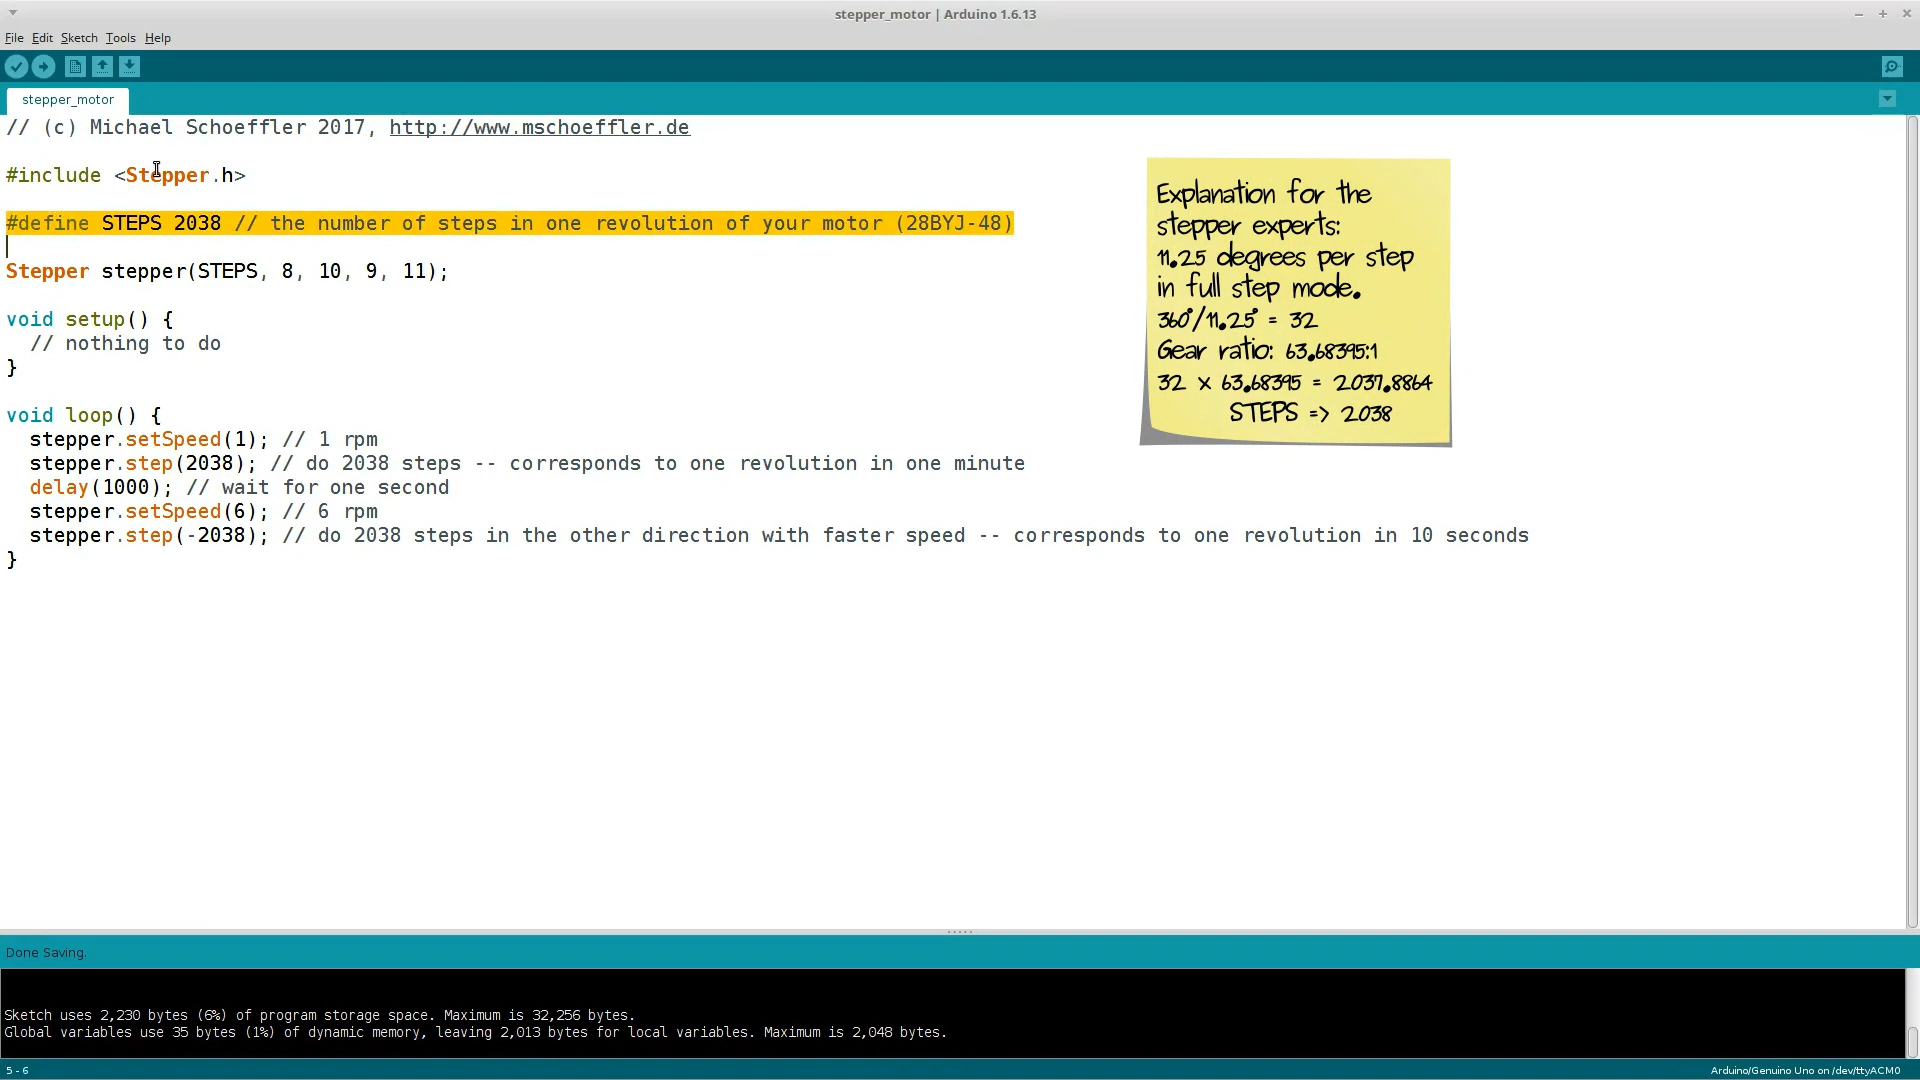 stepper_motor | Arduino 1.6.13
File Edit Sketch Tools Help
stepper_motor
// (c) Michael Schoeffler 2017, http://www.mschoeffler.de
#include <Stepper.h>
#define STEPS 2038 // the number of steps in one revolution of your motor (28BYJ-48)
Stepper stepper(STEPS, 8, 10, 9, 11);
void setup() {
  // nothing to do
}
void loop() {
  stepper.setSpeed(1); // 1 rpm
  stepper.step(2038); // do 2038 steps -- corresponds to one revolution in one minute
  delay(1000); // wait for one second
  stepper.setSpeed(6); // 6 rpm
  stepper.step(-2038); // do 2038 steps in the other direction with faster speed -- corresponds to one revolution in 10 seconds
}
Explanation for the
stepper experts:
11.25 degrees per step
in full step mode.
360°/11.25° = 32
Gear ratio: 63.68395:1
32 x 63.68395 = 2037.8864
STEPS => 2038
Done Saving.
Sketch uses 2,230 bytes (6%) of program storage space. Maximum is 32,256 bytes.
Global variables use 35 bytes (1%) of dynamic memory, leaving 2,013 bytes for local variables. Maximum is 2,048 bytes.
5 - 6
Arduino/Genuino Uno on /dev/ttyACM0